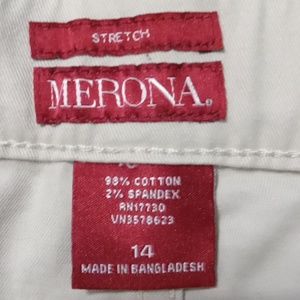 STRETCH
MERONA.
98% COTTON
2% SPANDEX
RN17730
VN3578623
14
MADE IN BANGLADESH